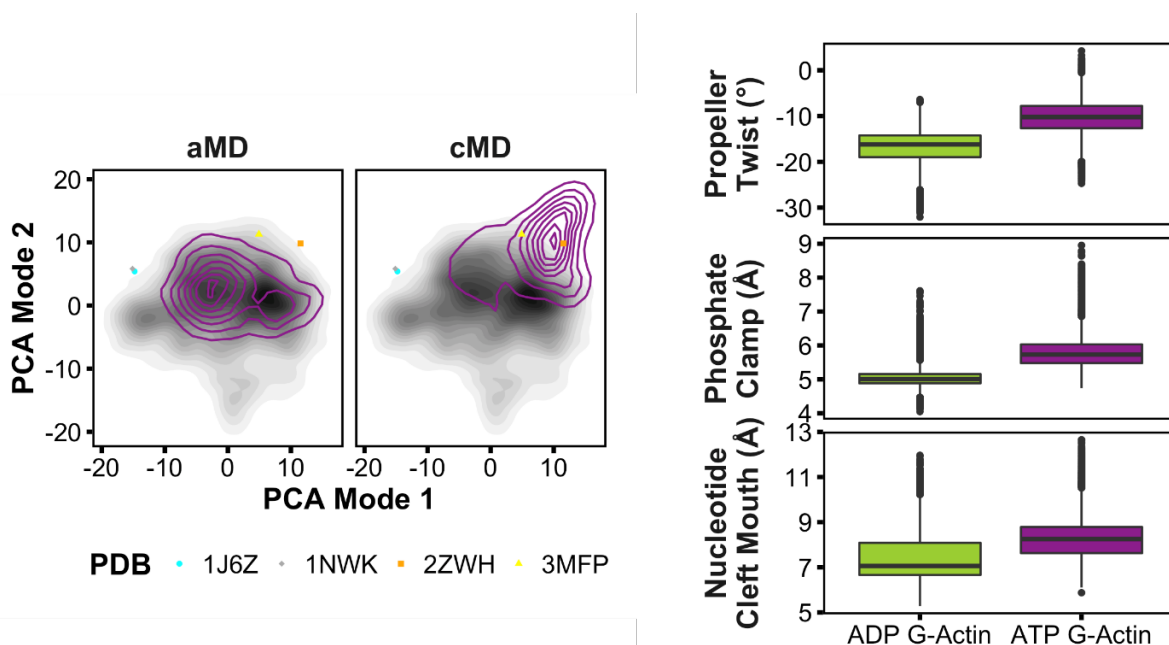 aMD
cMD
PCA Mode 2
20
10
0
-10
-20
-20
-10
0
10
-20
-10
0
10
PCA Mode 1
PDB
1J6Z
1NWK
2ZWH
3MFP
Propeller
Twist (°)
0
-10
-20
-30
Phosphate
Clamp (Å)
9
8
7
6
5
4
Nucleotide
Cleft Mouth (Å)
13
11
9
7
5
ADP G-Actin
ATP G-Actin